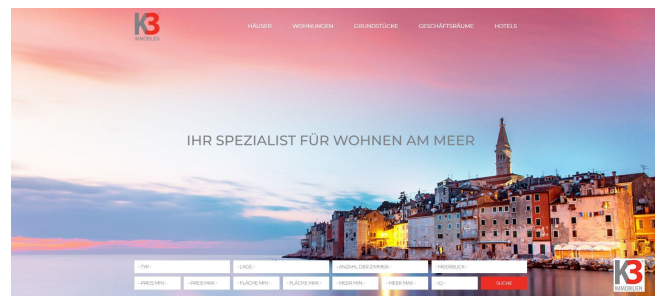 K3
IMMOBILIEN
HÄUSER WOHNUNGEN GRUNDSTÜCKE GESCHÄFTSRÄUME HOTELS
IHR SPEZIALIST FÜR WOHNEN AM MEER
- TYP - - LAGE - - ANZAHL DER ZIMMER - - MEERBLICK -
- PREIS MIN - - PREIS MAX - - FLÄCHE MIN - - FLÄCHE MAX - - MEER MIN - - MEER MAX - - ID - SUCHE
K3
IMMOBILIEN